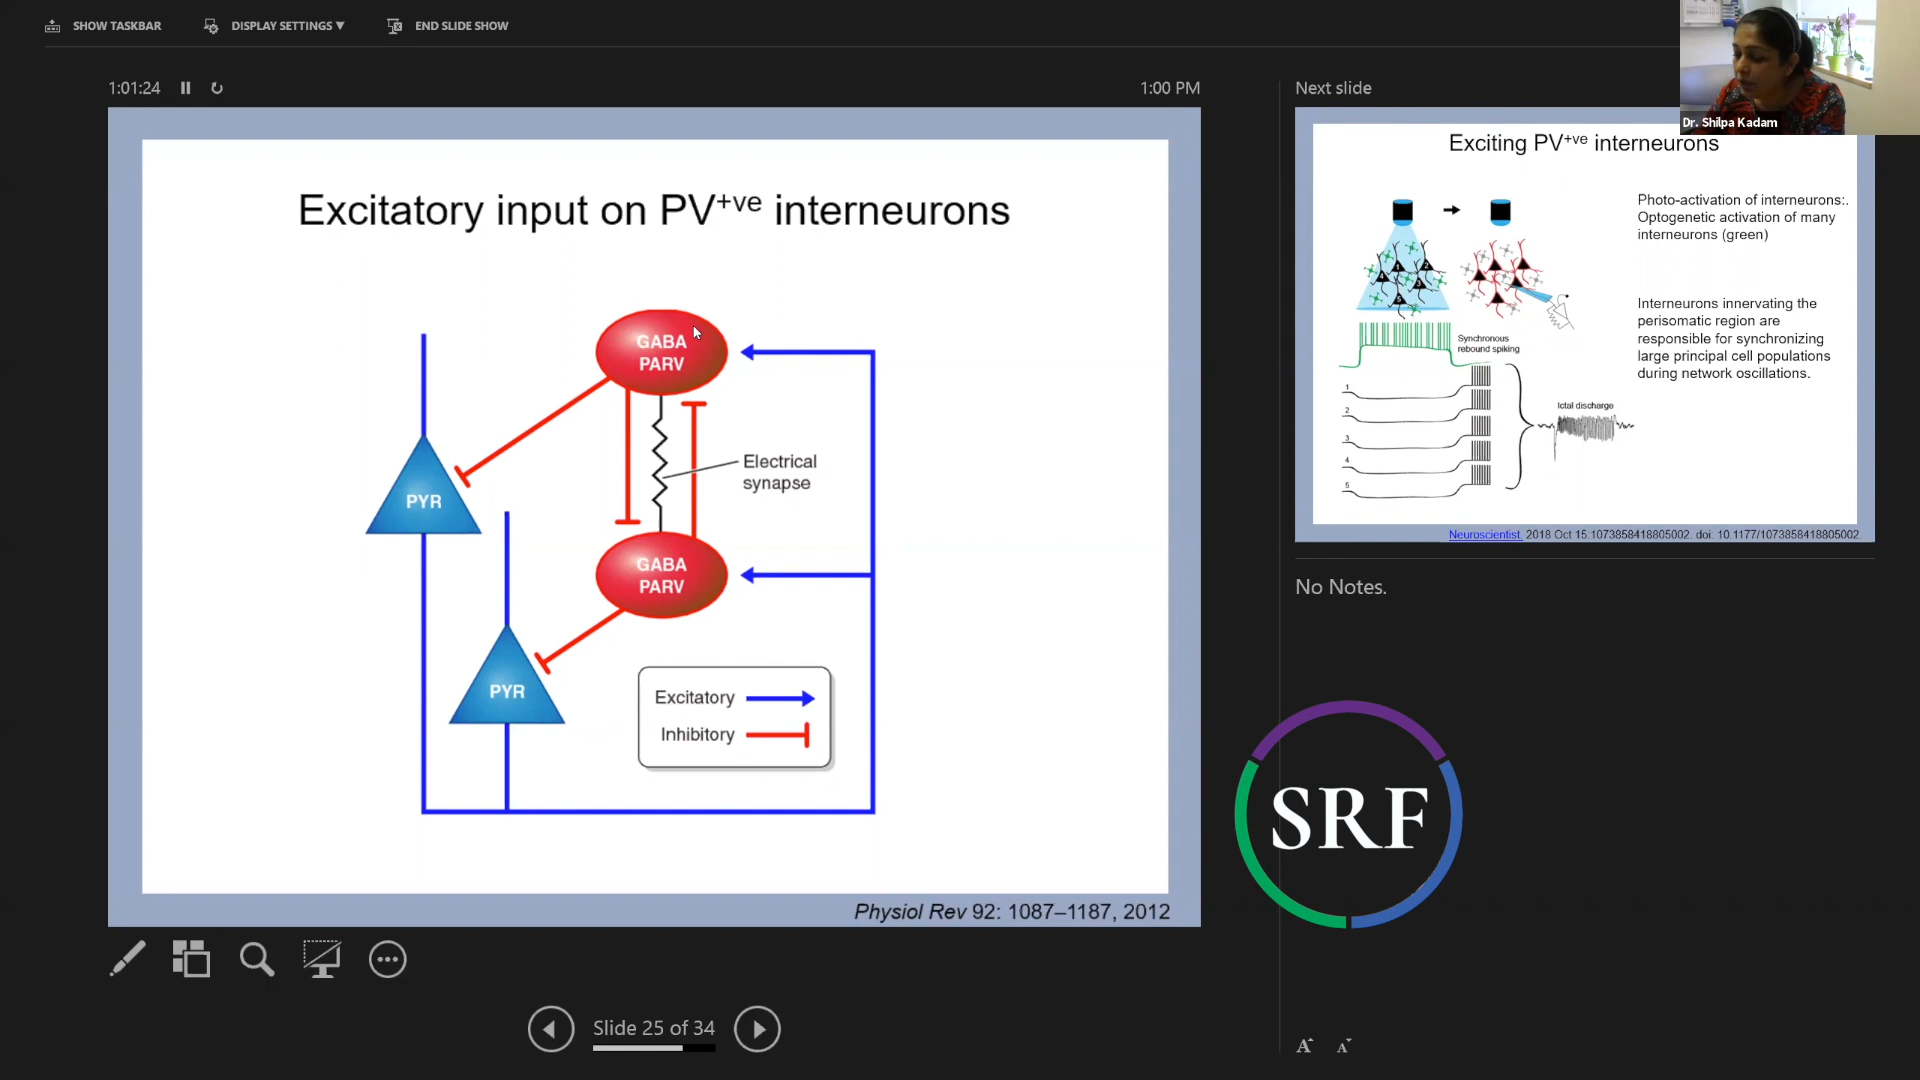 SHOW TASKBAR
DISPLAY SETTINGS ▼
END SLIDE SHOW
1:01:24
1:00 PM
Excitatory input on PV+ve interneurons
GABA
PARV
PYR
Electrical
synapse
GABA
PARV
PYR
Excitatory
Inhibitory
Physiol Rev 92: 1087–1187, 2012
Slide 25 of 34
Next slide
Dr. Shilpa Kadam
Exciting PV+ve interneurons
Photo-activation of interneurons:.
Optogenetic activation of many
interneurons (green)
Interneurons innervating the
perisomatic region are
responsible for synchronizing
large principal cell populations
during network oscillations.
Synchronous
rebound spiking
1
2
3
4
5
Ictal discharge
Neuroscientist. 2018 Oct 15:1073858418805002. doi: 10.1177/1073858418805002.
No Notes.
SRF
A A